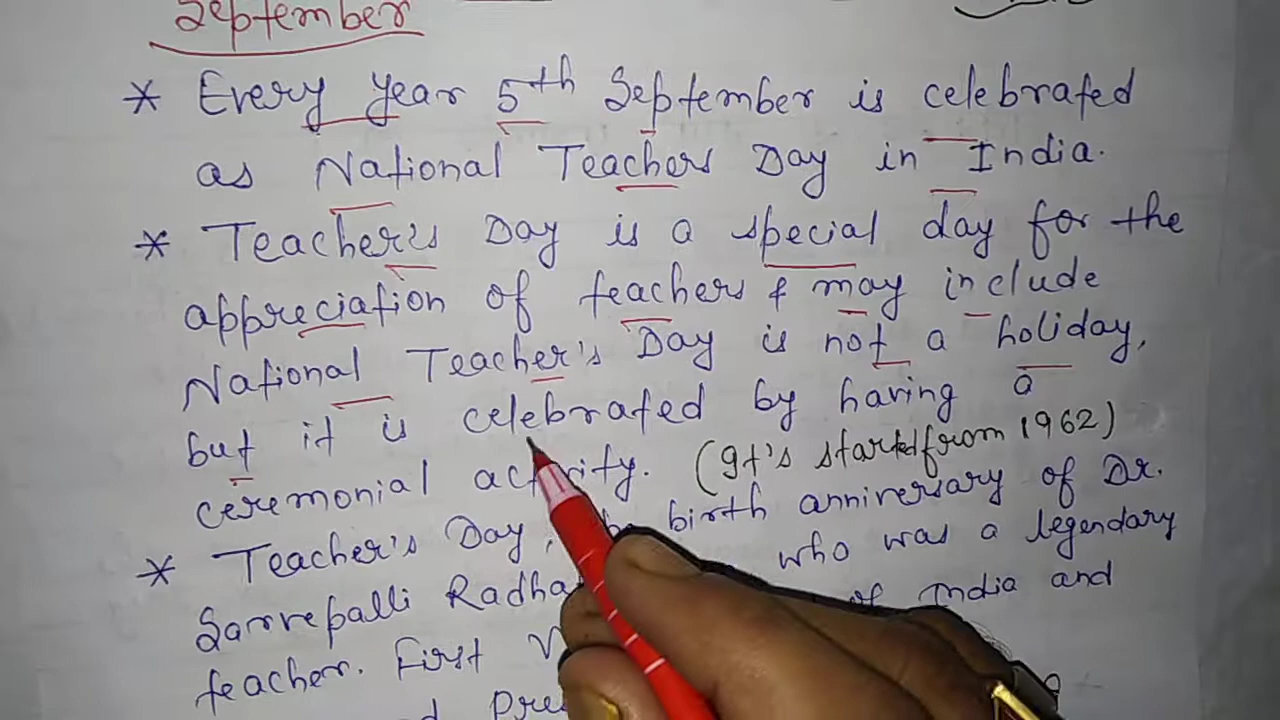 September
* Every year 5th September is celebrated
as National Teachers Day in India.
* Teacher's Day is a special day for the
appreciation of teachers & may include
National Teacher's Day is not a holiday,
but it is celebrated by having a
ceremonial activity. (It's started from 1962)
* Teacher's Day, birth anniversary of Dr.
Sarvepalli who was a legendary
teacher. First of India and